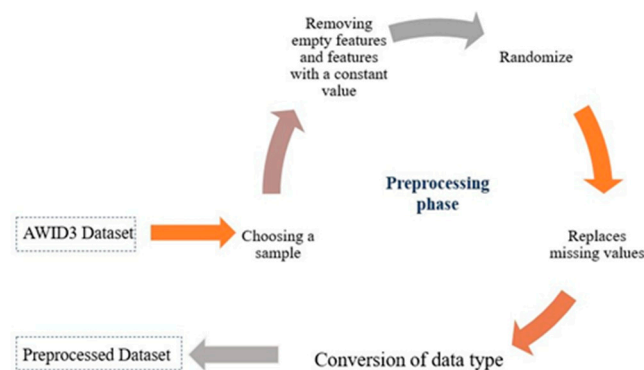 Removing
empty features
and features
with a constant
value
Randomize
Preprocessing
phase
AWID3 Dataset
Choosing a
sample
Replaces
missing values
Conversion of data type
Preprocessed Dataset